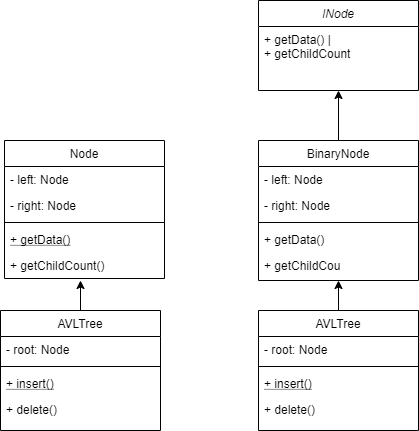 INode
+ getData() |
+ getChildCount
Node
- left: Node
- right: Node
+ getData()
+ getChildCount()
BinaryNode
- left: Node
- right: Node
+ getData()
+ getChildCou
AVLTree
- root: Node
+ insert()
+ delete()
AVLTree
- root: Node
+ insert()
+ delete()